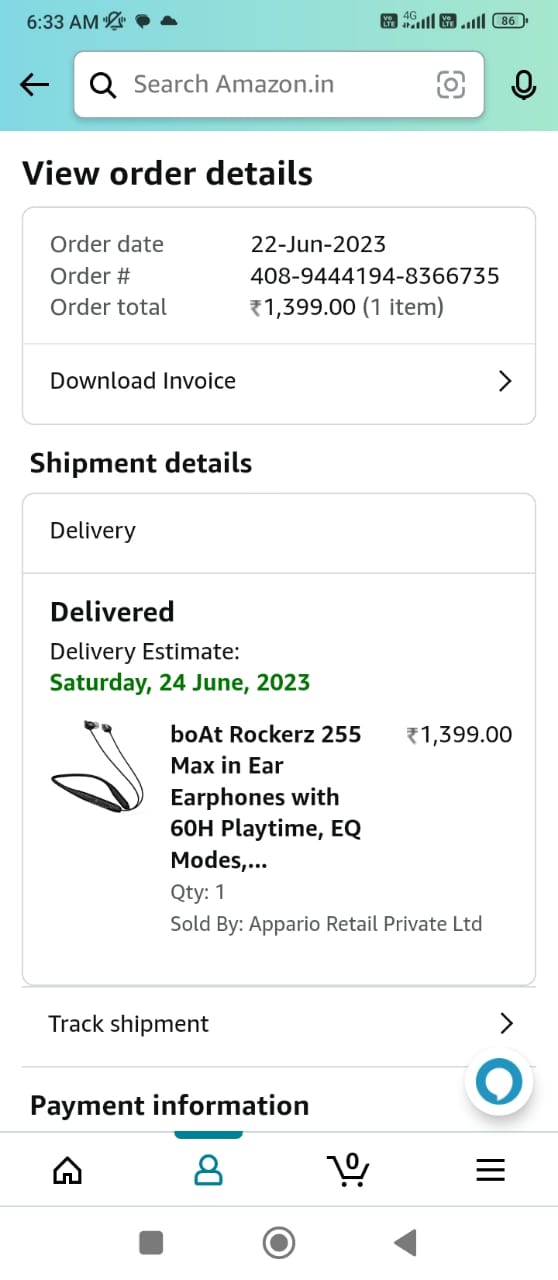 6:33 AM
4G
86
Search Amazon.in
View order details
Order date 22-Jun-2023
Order # 408-9444194-8366735
Order total ₹1,399.00 (1 item)
Download Invoice
Shipment details
Delivery
Delivered
Delivery Estimate:
Saturday, 24 June, 2023
boAt Rockerz 255 ₹1,399.00
Max in Ear
Earphones with
60H Playtime, EQ
Modes,...
Qty: 1
Sold By: Appario Retail Private Ltd
Track shipment
Payment information
0